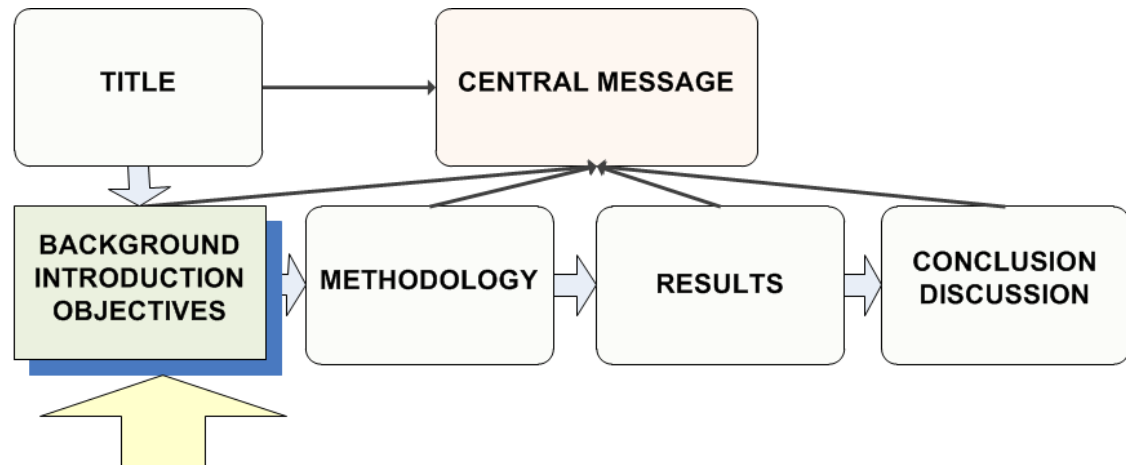 TITLE
CENTRAL MESSAGE
BACKGROUND
INTRODUCTION
OBJECTIVES
METHODOLOGY
RESULTS
CONCLUSION
DISCUSSION